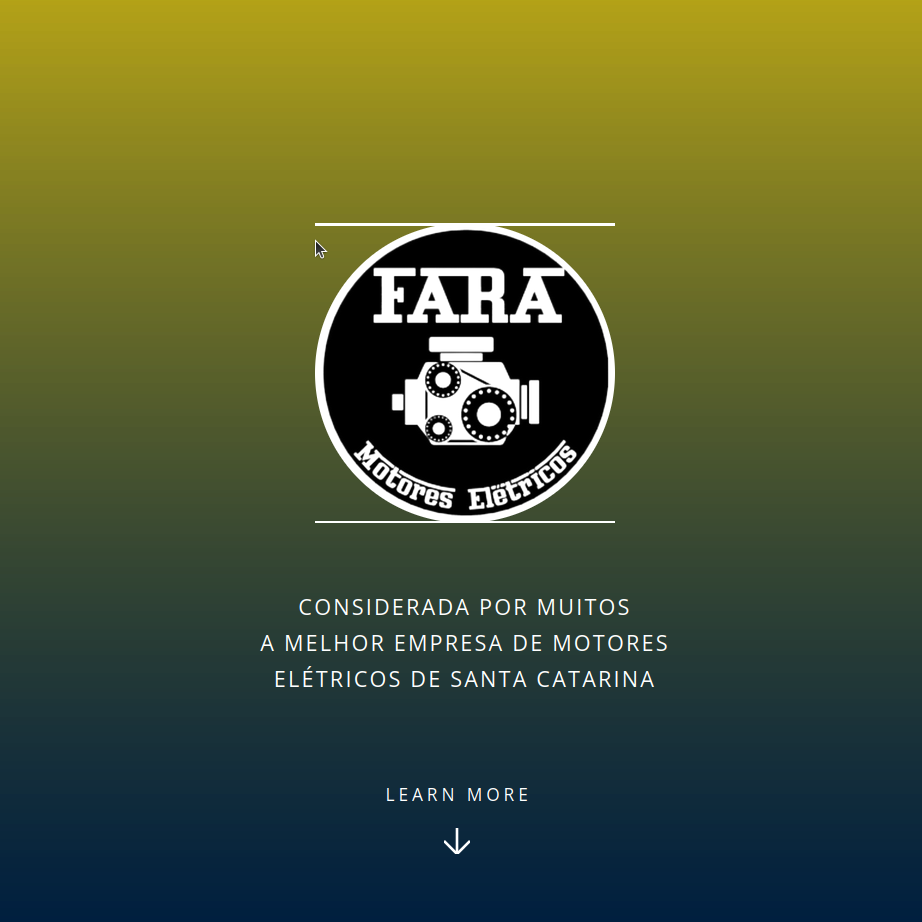 FARA
Motores Elétricos
CONSIDERADA POR MUITOS
A MELHOR EMPRESA DE MOTORES
ELÉTRICOS DE SANTA CATARINA
LEARN MORE